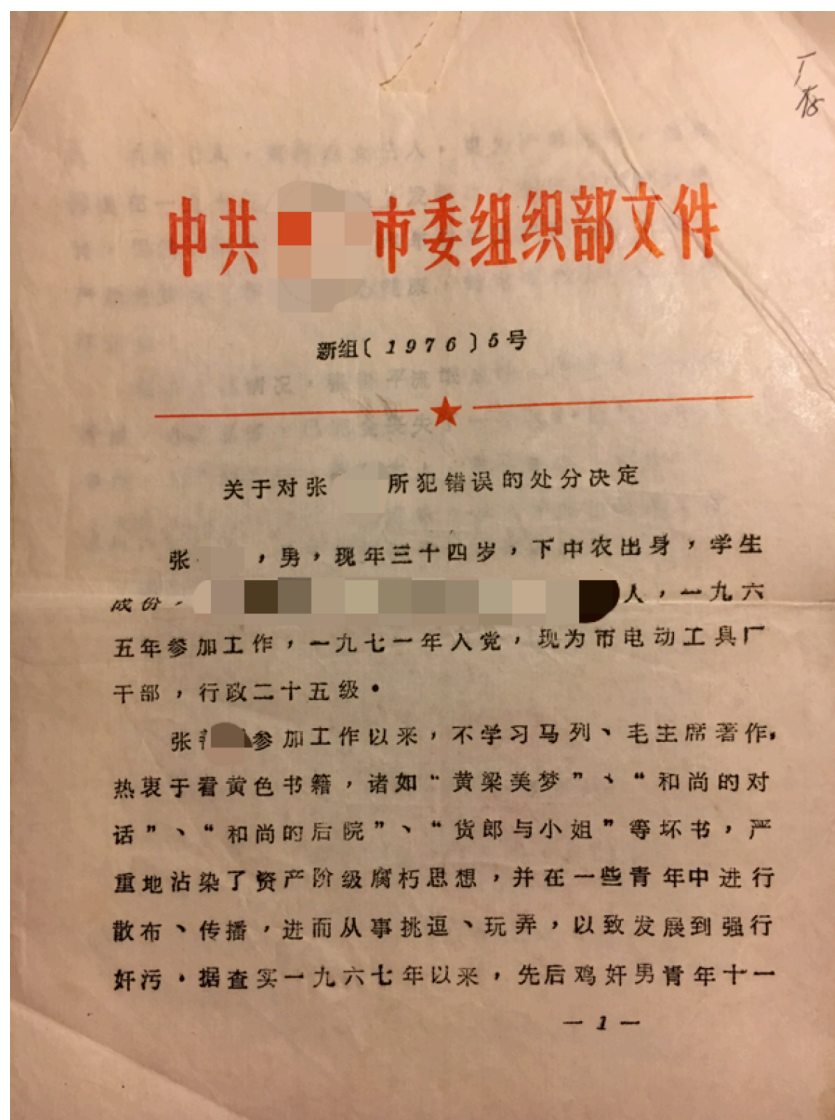 厂存
中共 市委组织部文件
新组〔1976〕5号
关于对张 所犯错误的处分决定
张 ，男，现年三十四岁，下中农出身，学生
成份， 人，一九六
五年参加工作，一九七一年入党，现为市电动工具厂
干部，行政二十五级。
张 参加工作以来，不学习马列、毛主席著作，
热衷于看黄色书籍，诸如“黄梁美梦”、“和尚的对
话”、“和尚的后院”、“货郎与小姐”等坏书，严
重地沾染了资产阶级腐朽思想，并在一些青年中进行
散布、传播，进而从事挑逗、玩弄，以致发展到强行
奸污。据查实一九六七年以来，先后鸡奸男青年十一
— 1 —